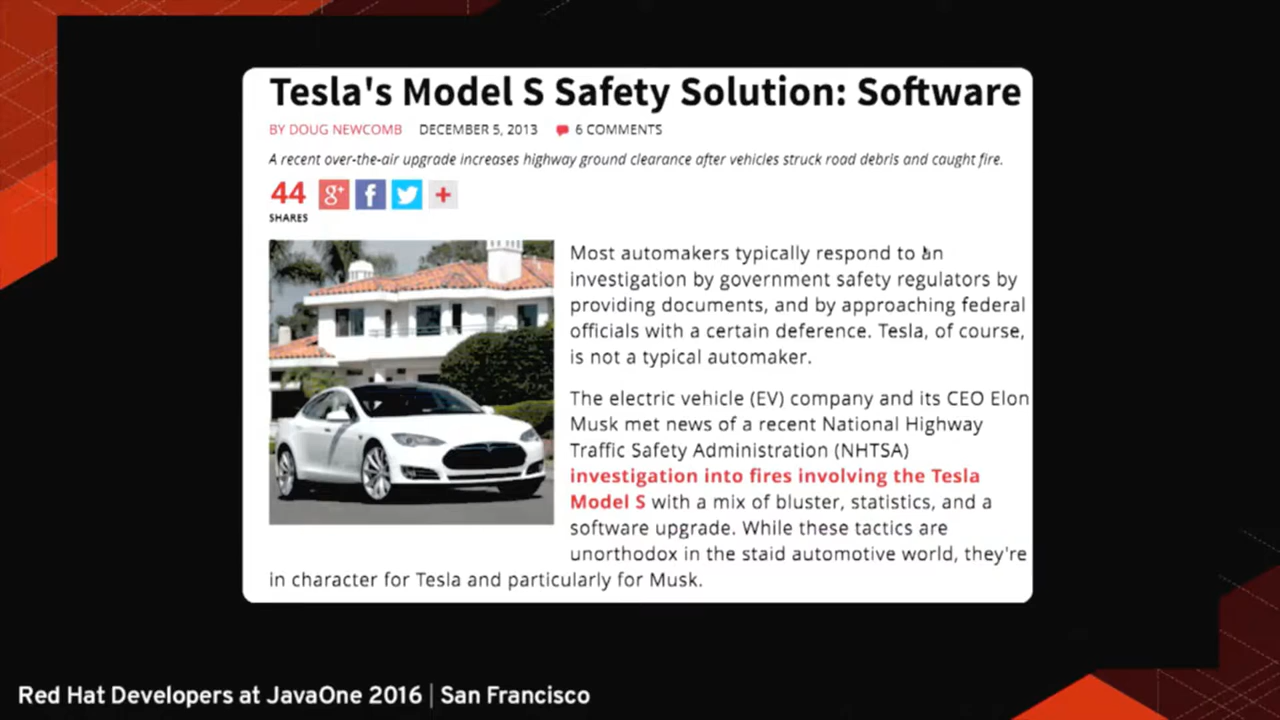 Tesla's Model S Safety Solution: Software
BY DOUG NEWCOMB DECEMBER 5, 2013 6 COMMENTS
A recent over-the-air upgrade increases highway ground clearance after vehicles struck road debris and caught fire.
44
SHARES
g+ f +
Most automakers typically respond to an
investigation by government safety regulators by
providing documents, and by approaching federal
officials with a certain deference. Tesla, of course,
is not a typical automaker.
The electric vehicle (EV) company and its CEO Elon
Musk met news of a recent National Highway
Traffic Safety Administration (NHTSA)
investigation into fires involving the Tesla
Model S with a mix of bluster, statistics, and a
software upgrade. While these tactics are
unorthodox in the staid automotive world, they're
in character for Tesla and particularly for Musk.
Red Hat Developers at JavaOne 2016 | San Francisco